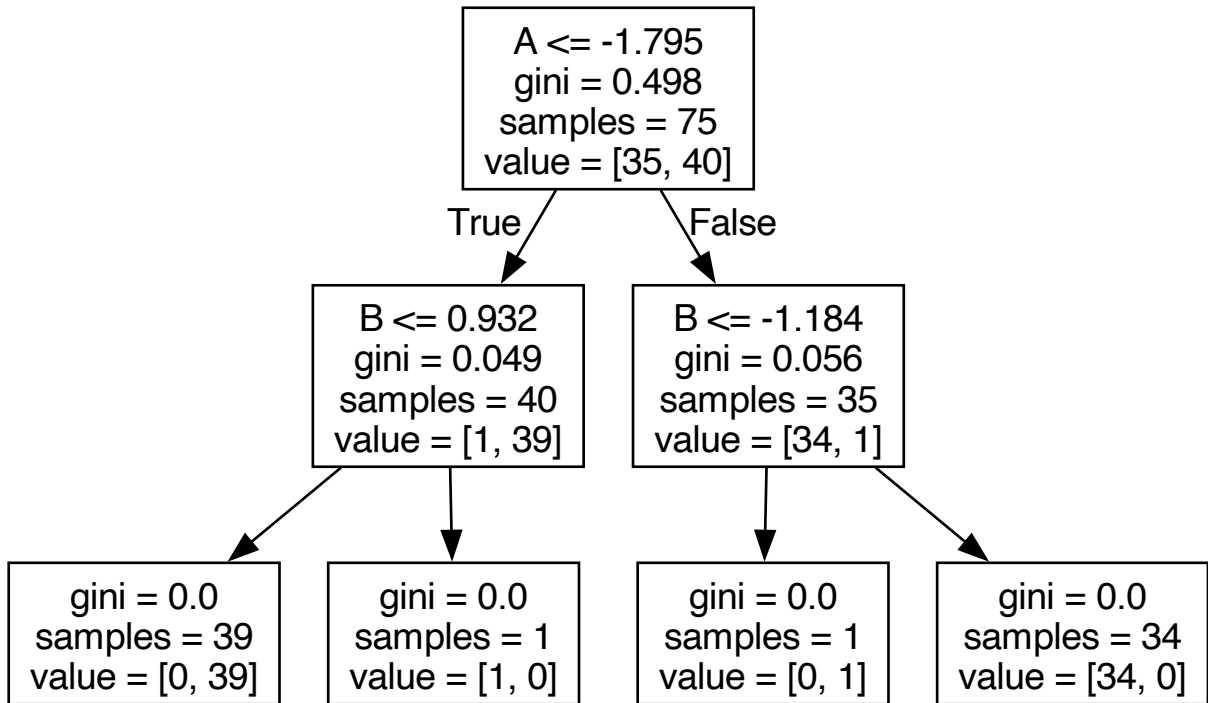 A <= -1.795
gini = 0.498
samples = 75
value = [35, 40]
True
False
B <= 0.932
gini = 0.049
samples = 40
value = [1, 39]
B <= -1.184
gini = 0.056
samples = 35
value = [34, 1]
gini = 0.0
samples = 39
value = [0, 39]
gini = 0.0
samples = 1
value = [1, 0]
gini = 0.0
samples = 1
value = [0, 1]
gini = 0.0
samples = 34
value = [34, 0]